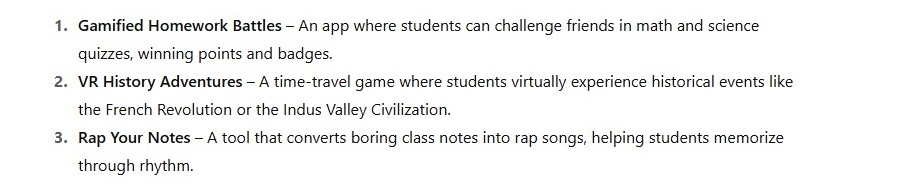 1. Gamified Homework Battles – An app where students can challenge friends in math and science
quizzes, winning points and badges.
2. VR History Adventures – A time-travel game where students virtually experience historical events like
the French Revolution or the Indus Valley Civilization.
3. Rap Your Notes – A tool that converts boring class notes into rap songs, helping students memorize
through rhythm.